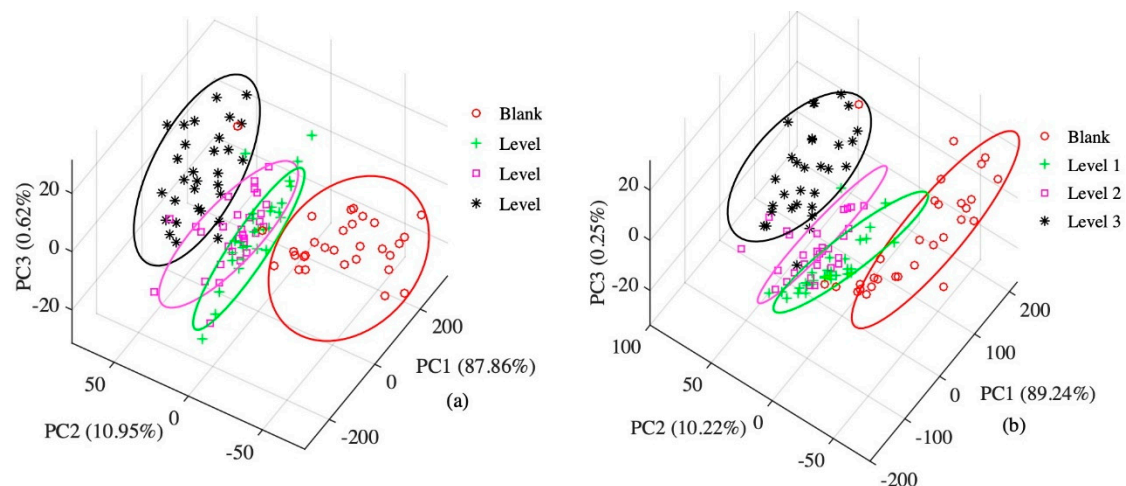 Blank
Level
Level
Level
PC3 (0.62%)
20
0
-20
50
0
-50
PC2 (10.95%)
200
0
-200
PC1 (87.86%)
(a)
Blank
Level 1
Level 2
Level 3
PC3 (0.25%)
20
0
-20
100
50
0
-50
PC2 (10.22%)
200
100
0
-100
-200
PC1 (89.24%)
(b)